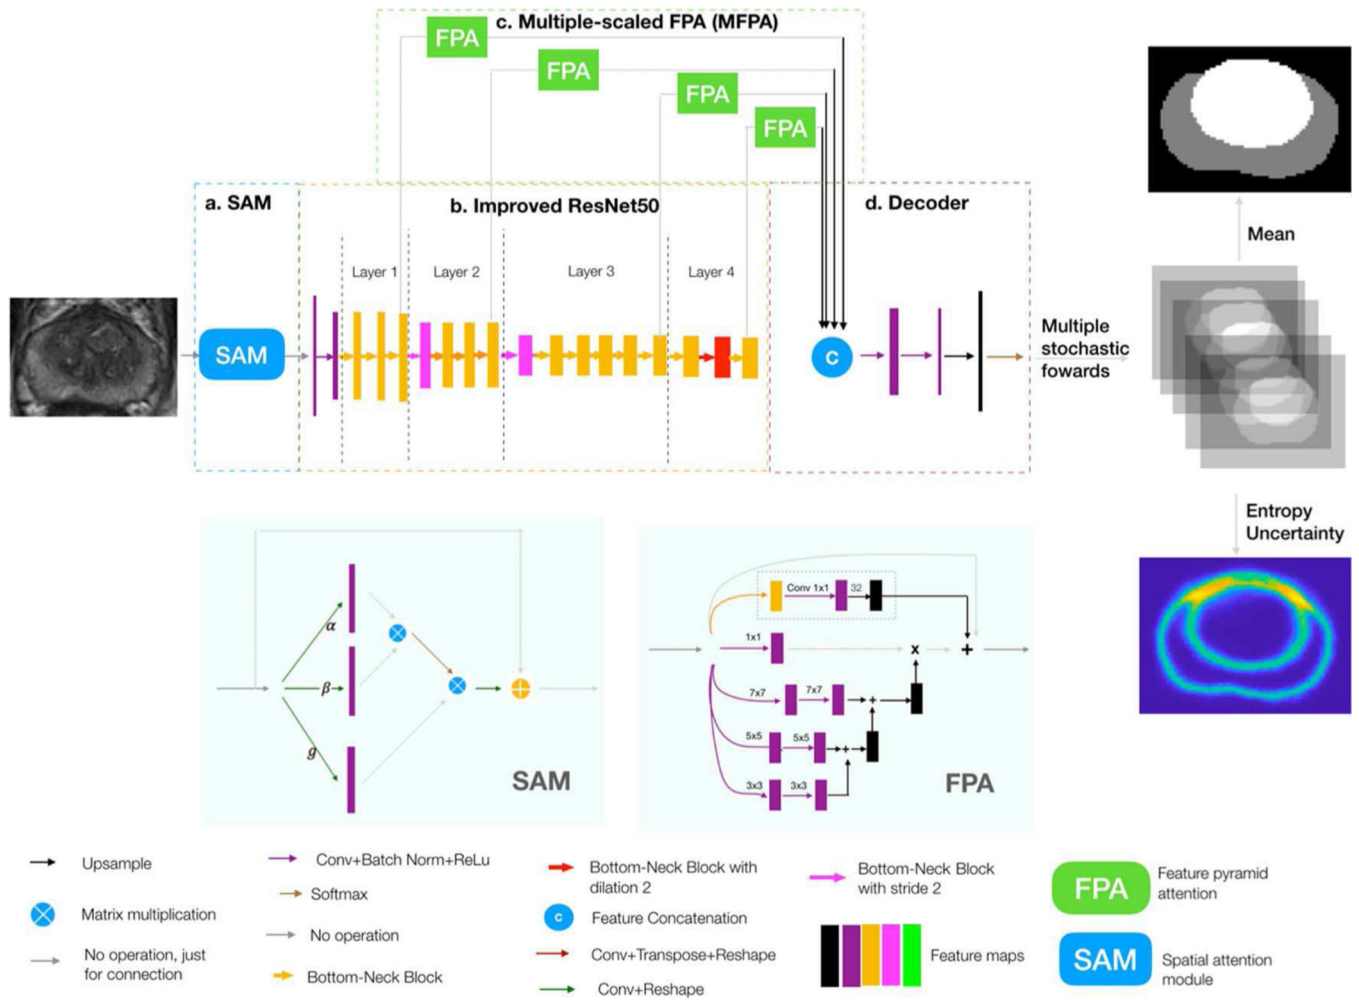 c. Multiple-scaled FPA (MFPA)
FPA
FPA
FPA
FPA
a. SAM
b. Improved ResNet50
d. Decoder
Layer 1
Layer 2
Layer 3
Layer 4
SAM
C
Multiple
stochastic
fowards
Mean
Entropy
Uncertainty
α
β
g
SAM
Conv 1x1
32
1x1
x
+
7x7
7x7
+
5x5
5x5
+
3x3
3x3
FPA
Upsample
Matrix multiplication
No operation, just
for connection
Conv+Batch Norm+ReLu
Softmax
No operation
Bottom-Neck Block
Bottom-Neck Block with
dilation 2
C
Feature Concatenation
Conv+Transpose+Reshape
Conv+Reshape
Bottom-Neck Block
with stride 2
Feature maps
FPA
Feature pyramid
attention
SAM
Spatial attention
module